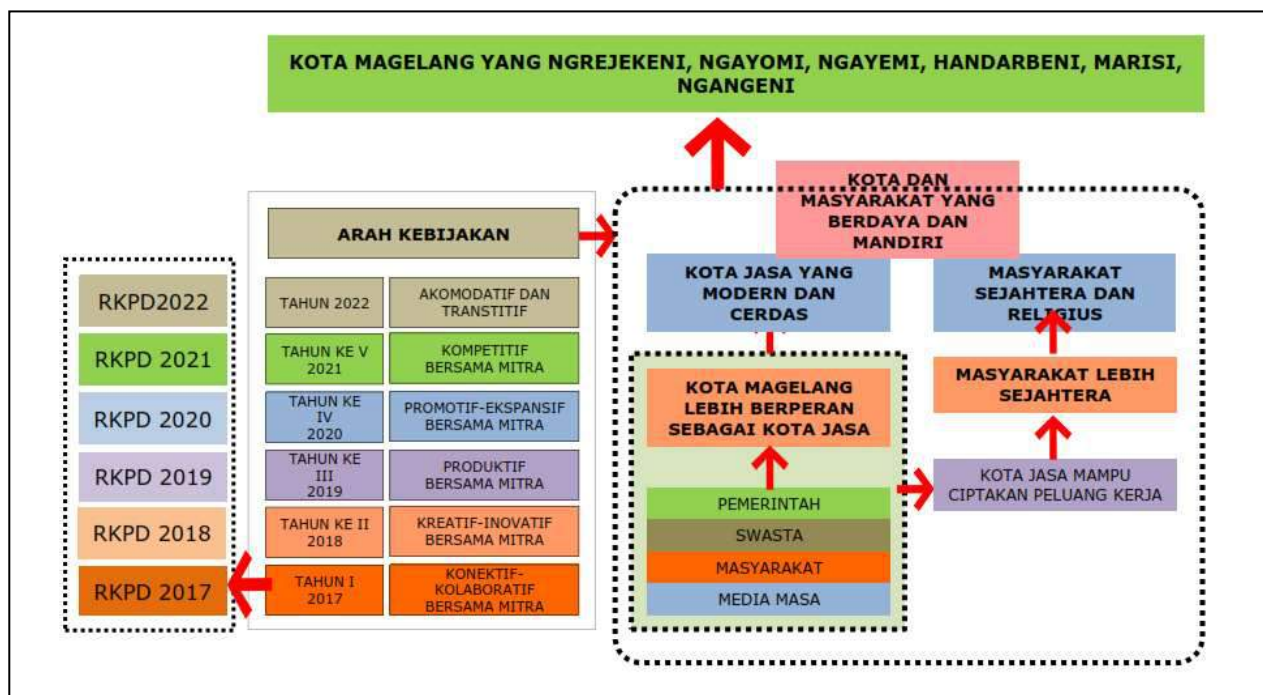 KOTA MAGELANG YANG NGREJEKENI, NGAYOMI, NGAYEMI, HANDARBENI, MARISI,
NGANGENI
KOTA DAN
MASYARAKAT YANG
BERDAYA DAN
MANDIRI
ARAH KEBIJAKAN
RKPD2022
RKPD 2021
RKPD 2020
RKPD 2019
RKPD 2018
RKPD 2017
TAHUN 2022
AKOMODATIF DAN
TRANSTITIF
TAHUN KE V
2021
KOMPETITIF
BERSAMA MITRA
TAHUN KE
IV
2020
PROMOTIF-EKSPANSIF
BERSAMA MITRA
TAHUN KE
III
2019
PRODUKTIF
BERSAMA MITRA
TAHUN KE II
2018
KREATIF-INOVATIF
BERSAMA MITRA
TAHUN I
2017
KONEKTIF-
KOLABORATIF
BERSAMA MITRA
KOTA JASA YANG
MODERN DAN
CERDAS
MASYARAKAT
SEJAHTERA DAN
RELIGIUS
KOTA MAGELANG
LEBIH BERPERAN
SEBAGAI KOTA JASA
MASYARAKAT LEBIH
SEJAHTERA
PEMERINTAH
SWASTA
MASYARAKAT
MEDIA MASA
KOTA JASA MAMPU
CIPTAKAN PELUANG KERJA